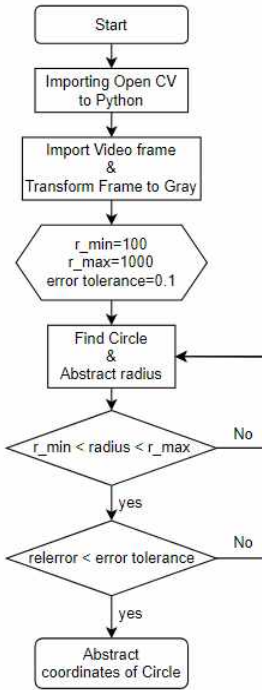 Start
Importing Open CV
to Python
Import Video frame
&
Transform Frame to Gray
r_min=100
r_max=1000
error tolerance=0.1
Find Circle
&
Abstract radius
r_min < radius < r_max
No
yes
relerror < error tolerance
No
yes
Abstract
coordinates of Circle